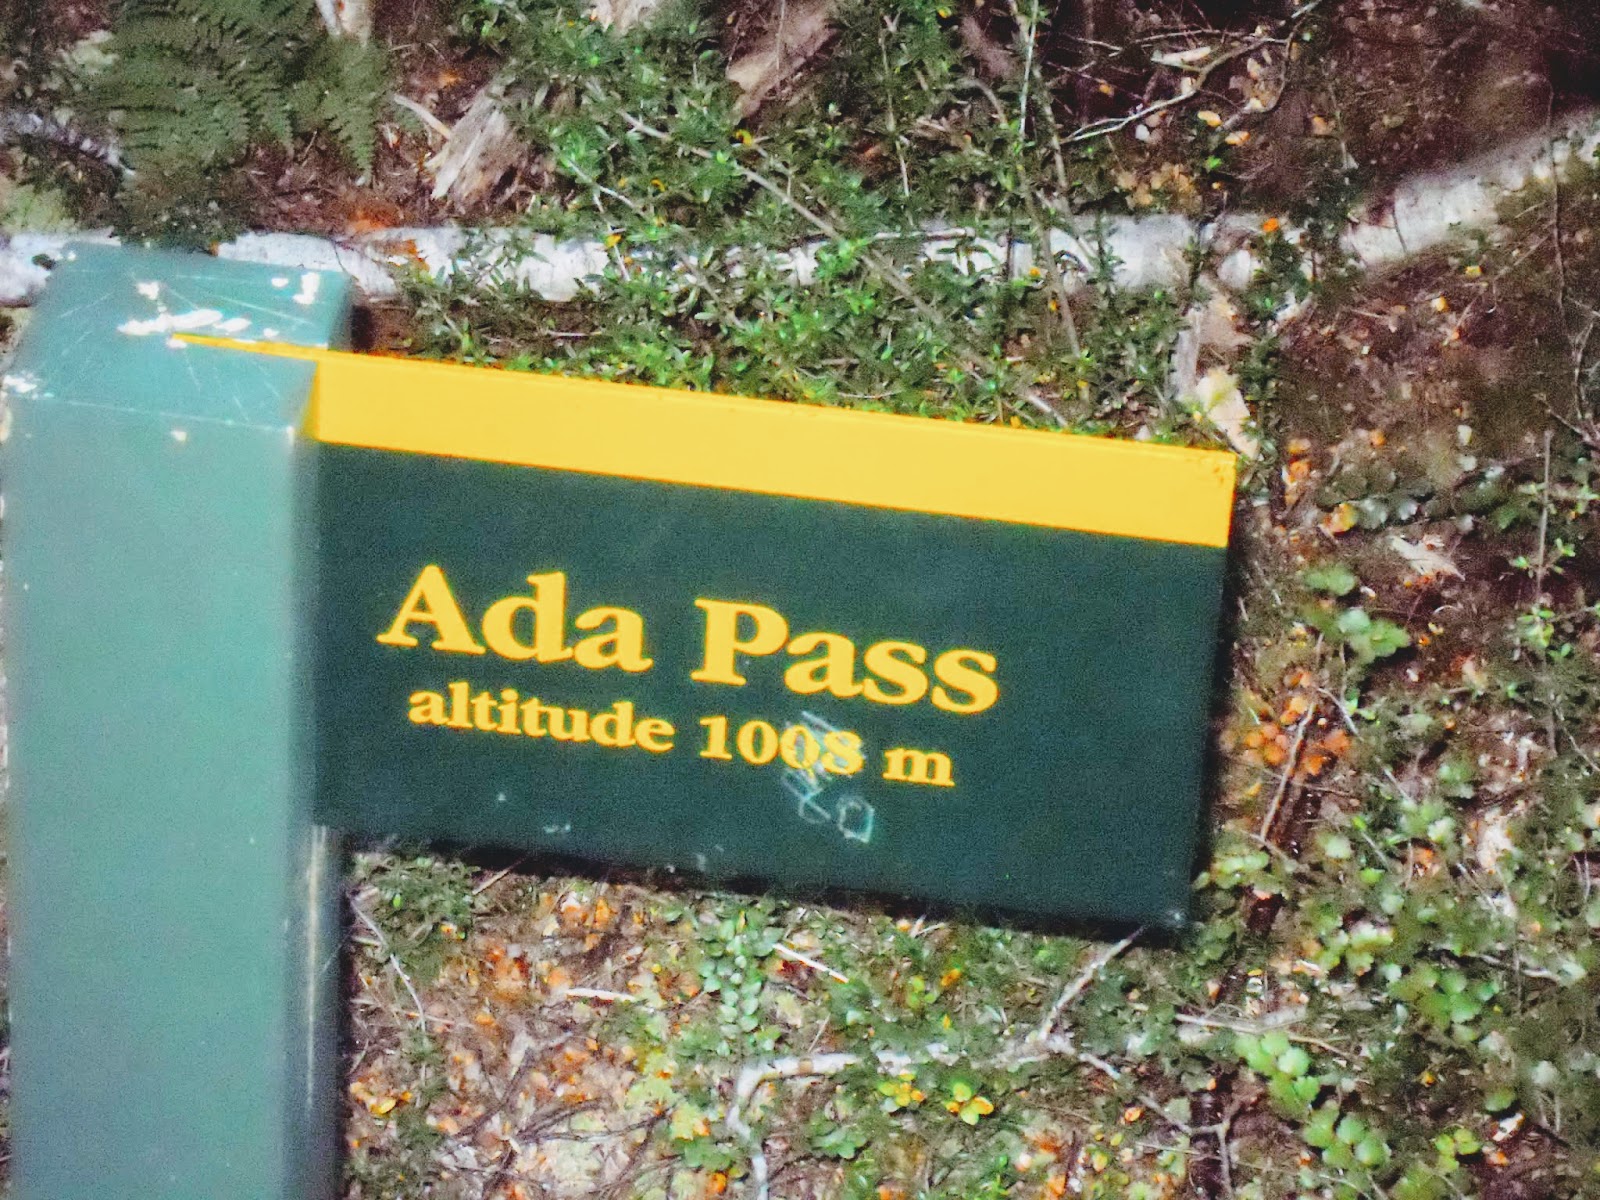 Ada Pass
altitude 1008 m